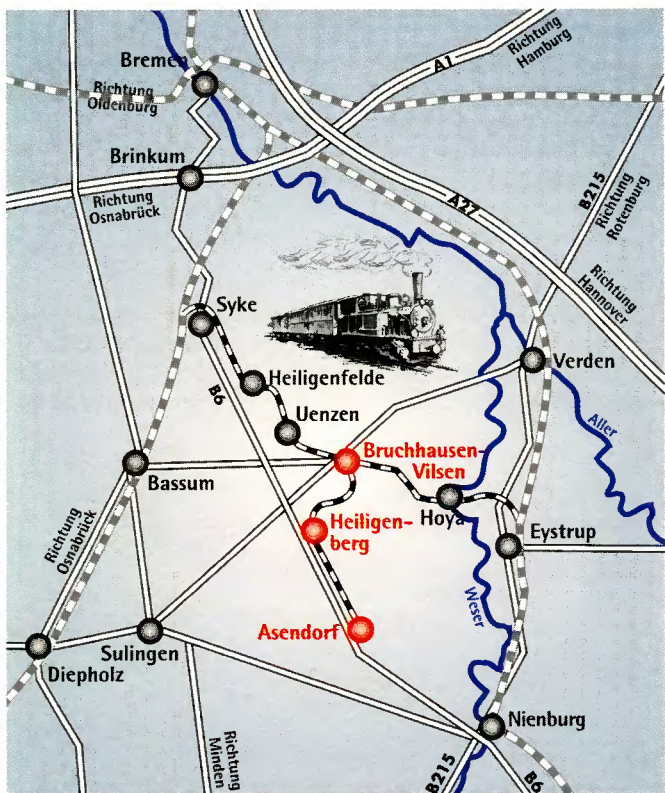 Bremen
Richtung
Oldenburg
A1
Richtung
Hamburg
Brinkum
Richtung
Osnabrück
A27
B215
Richtung
Rotenburg
Richtung
Hannover
Syke
B6
Heiligenfelde
Uenzen
Verden
Aller
Bruchhausen-
Vilsen
Bassum
Hoya
Richtung
Osnabrück
Heiligen-
berg
Eystrup
Weser
Asendorf
Sulingen
Diepholz
Richtung
Minden
Nienburg
B215
B6